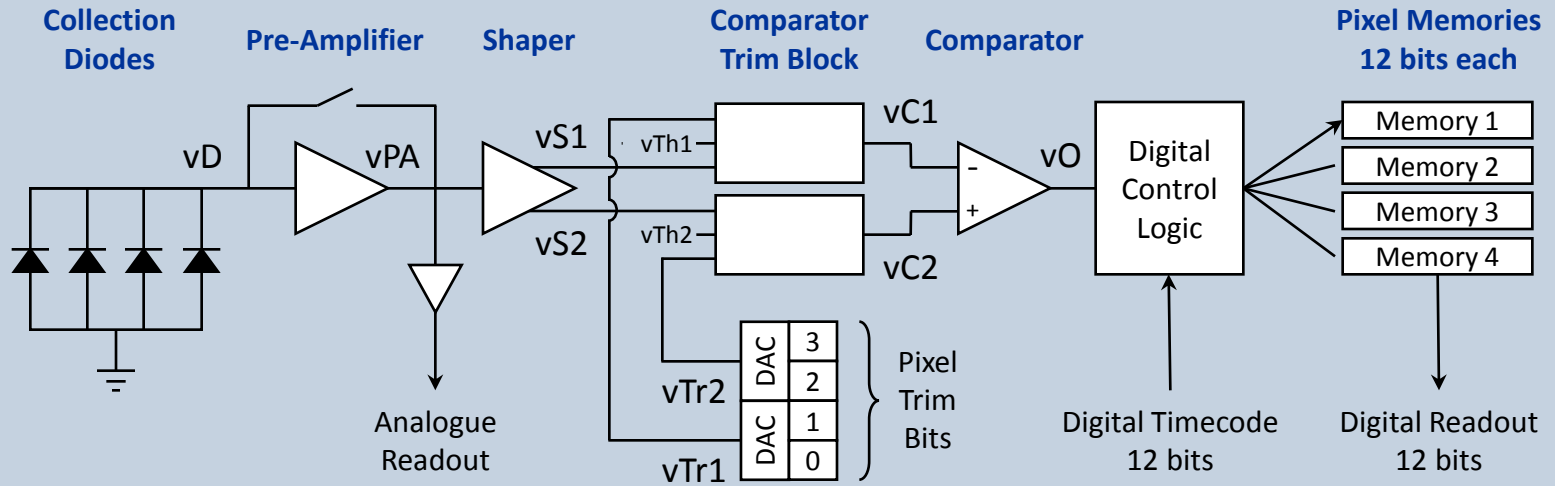 Collection
Diodes
Pre-Amplifier
Shaper
Comparator
Trim Block
Comparator
Pixel Memories
12 bits each
vD
vPA
vS1
vS2
vTh1
vTh2
vC1
vC2
-
+
vO
Digital
Control
Logic
Memory 1
Memory 2
Memory 3
Memory 4
DAC
3
2
DAC
1
0
vTr2
vTr1
Pixel
Trim
Bits
Analogue
Readout
Digital Timecode
12 bits
Digital Readout
12 bits